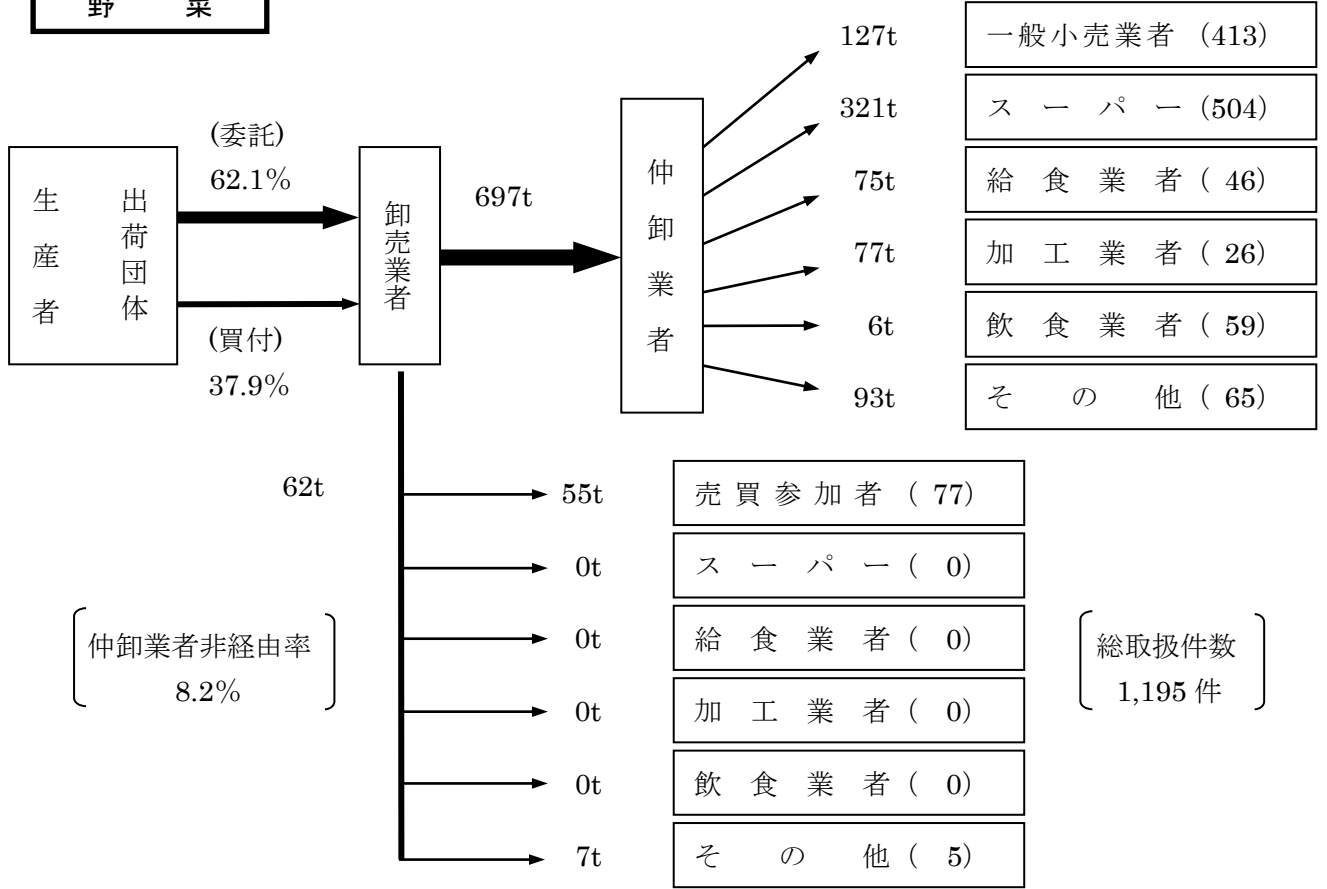 野 菜
生産者
出荷団体
(委託)
62.1%
(買付)
37.9%
卸売業者
697t
仲卸業者
127t 一般小売業者 (413)
321t スーパー (504)
75t 給食業者 ( 46)
77t 加工業者 ( 26)
6t 飲食業者 ( 59)
93t その他 ( 65)
62t
55t 売買参加者 ( 77)
0t スーパー ( 0)
0t 給食業者 ( 0)
0t 加工業者 ( 0)
0t 飲食業者 ( 0)
7t その他 ( 5)
仲卸業者非経由率
8.2%
総取扱件数
1,195 件